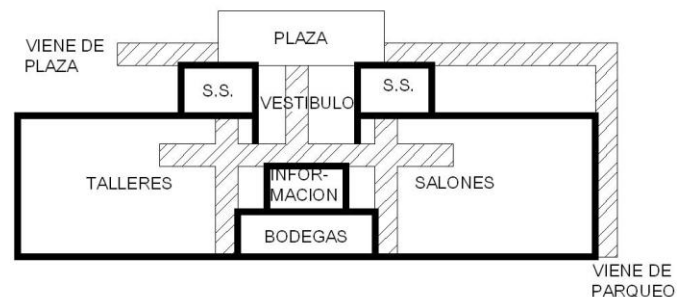 PLAZA
VIENE DE
PLAZA
S.S.
VESTIBULO
S.S.
TALLERES
INFOR-
MACION
SALONES
BODEGAS
VIENE DE
PARQUEO